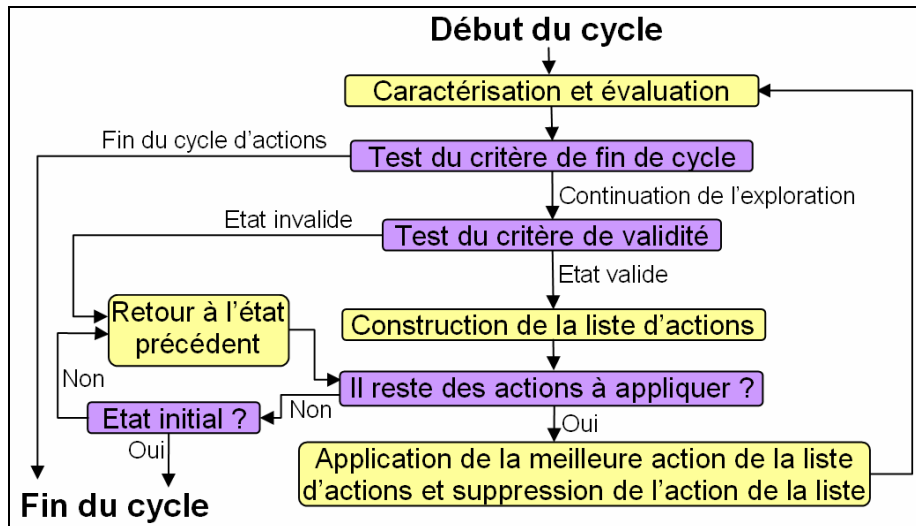 Début du cycle
Caractérisation et évaluation
Fin du cycle d'actions
Test du critère de fin de cycle
Continuation de l'exploration
Etat invalide
Test du critère de validité
Etat valide
Retour à l'état
précédent
Construction de la liste d'actions
Non
Il reste des actions à appliquer ?
Non
Etat initial ?
Oui
Oui
Application de la meilleure action de la liste
d'actions et suppression de l'action de la liste
Fin du cycle